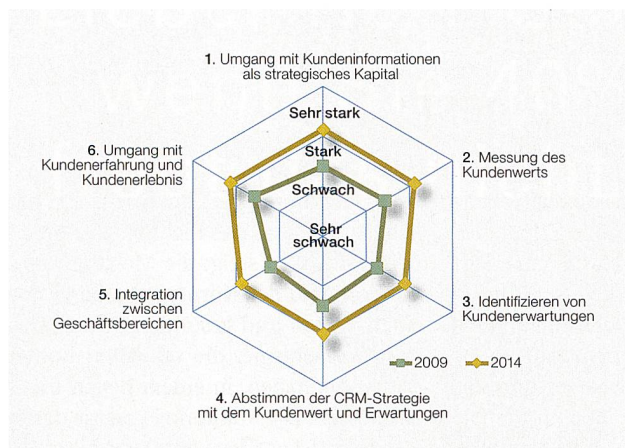 1. Umgang mit Kundeninformationen
als strategisches Kapital
Sehr stark
Stark
Schwach
Sehr
schwach
6. Umgang mit
Kundenerfahrung und
Kundenerlebnis
2. Messung des
Kundenwerts
5. Integration
zwischen
Geschäftsbereichen
3. Identifizieren von
Kundenerwartungen
2009
2014
4. Abstimmen der CRM-Strategie
mit dem Kundenwert und Erwartungen